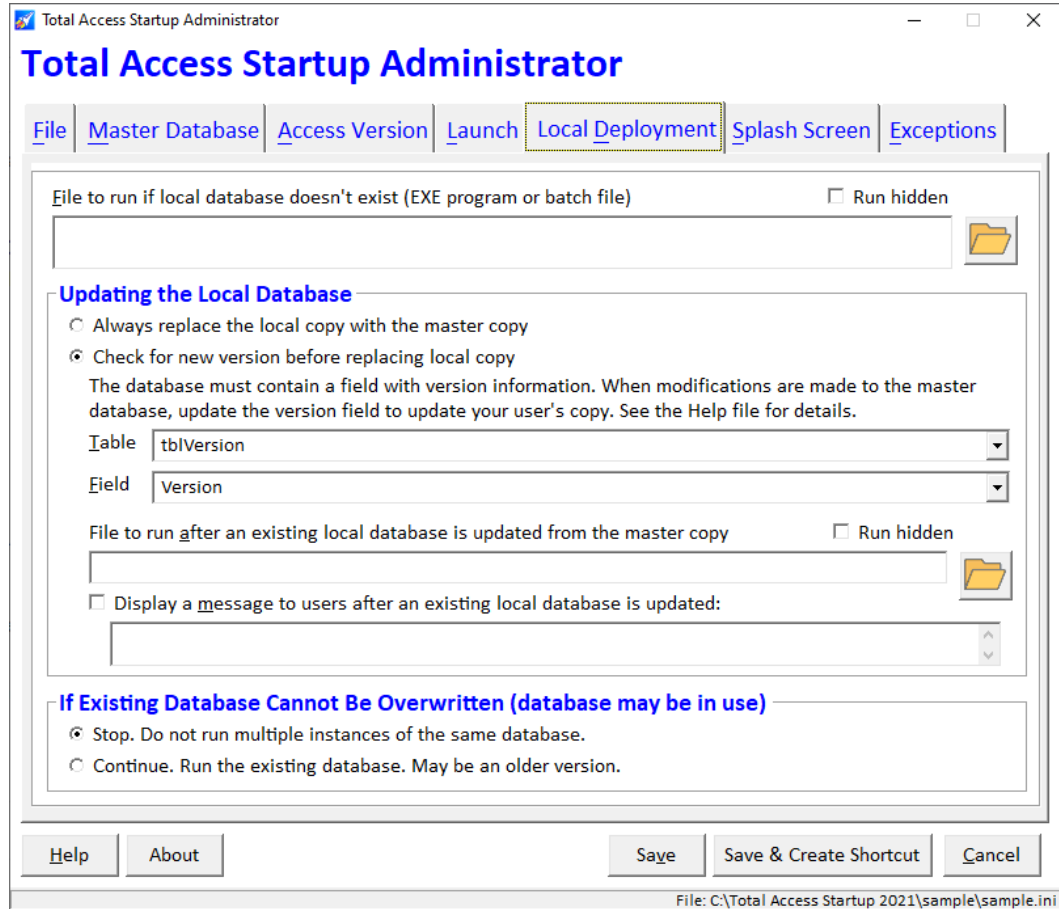 Total Access Startup Administrator
Total Access Startup Administrator
File Master Database Access Version Launch Local Deployment Splash Screen Exceptions
File to run if local database doesn't exist (EXE program or batch file) Run hidden
Updating the Local Database
Always replace the local copy with the master copy
Check for new version before replacing local copy
The database must contain a field with version information. When modifications are made to the master
database, update the version field to update your user's copy. See the Help file for details.
Table tblVersion
Field Version
File to run after an existing local database is updated from the master copy Run hidden
Display a message to users after an existing local database is updated:
If Existing Database Cannot Be Overwritten (database may be in use)
Stop. Do not run multiple instances of the same database.
Continue. Run the existing database. May be an older version.
Help About Save Save & Create Shortcut Cancel
File: C:\Total Access Startup 2021\sample\sample.ini